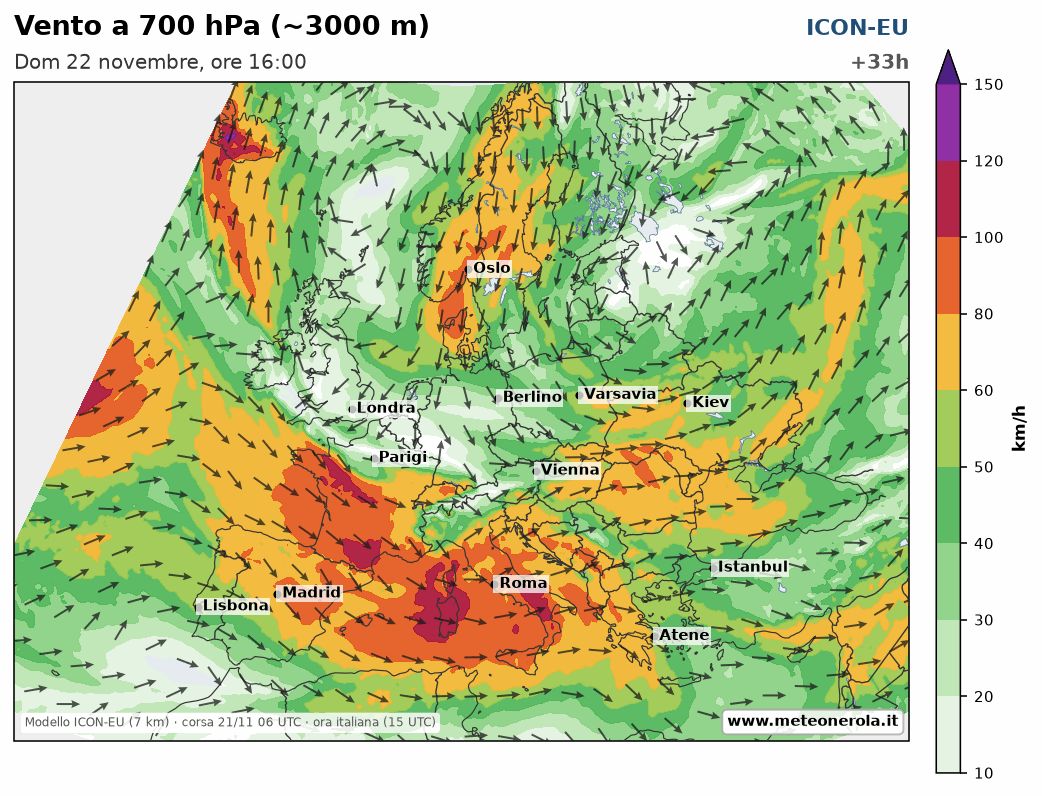 Vento a 700 hPa (~3000 m)
ICON-EU
Dom 22 novembre, ore 16:00
+33h
150
120
100
80
60
50
40
30
20
10
km/h
Oslo
Londra
Berlino
Varsavia
Kiev
Parigi
Vienna
Istanbul
Roma
Madrid
Lisbona
Atene
Modello ICON-EU (7 km) · corsa 21/11 06 UTC · ora italiana (15 UTC)
www.meteonerola.it